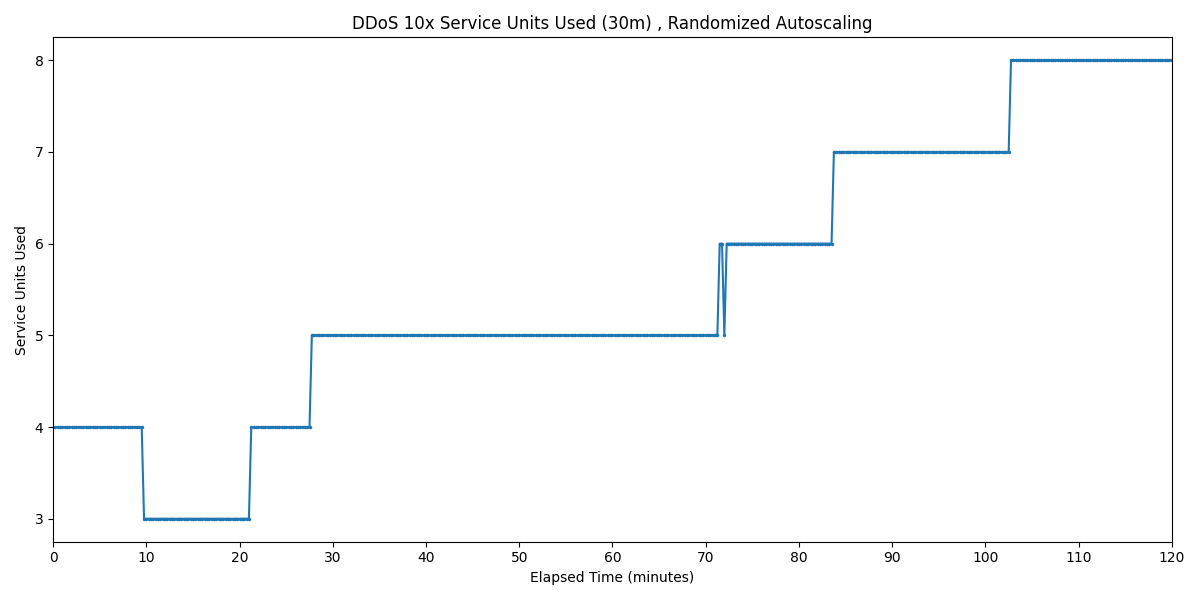 DDoS 10x Service Units Used (30m) , Randomized Autoscaling
8
7
6
5
4
3
Service Units Used
0 10 20 30 40 50 60 70 80 90 100 110 120
Elapsed Time (minutes)